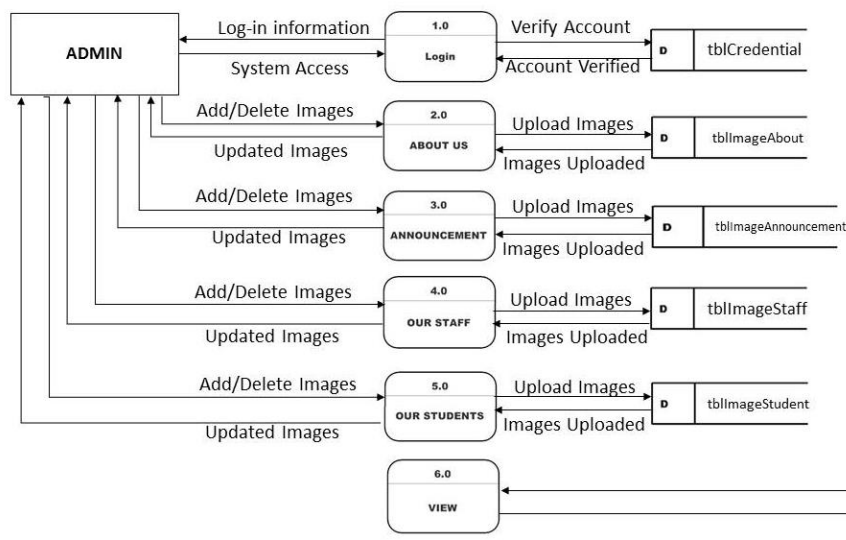 ADMIN
Log-in information
System Access
1.0
Login
Verify Account
Account Verified
D
tblCredential
Add/Delete Images
Updated Images
2.0
ABOUT US
Upload Images
Images Uploaded
D
tblImageAbout
Add/Delete Images
Updated Images
3.0
ANNOUNCEMENT
Upload Images
Images Uploaded
D
tblImageAnnouncement
Add/Delete Images
Updated Images
4.0
OUR STAFF
Upload Images
Images Uploaded
D
tblImageStaff
Add/Delete Images
Updated Images
5.0
OUR STUDENTS
Upload Images
Images Uploaded
D
tblImageStudent
6.0
VIEW